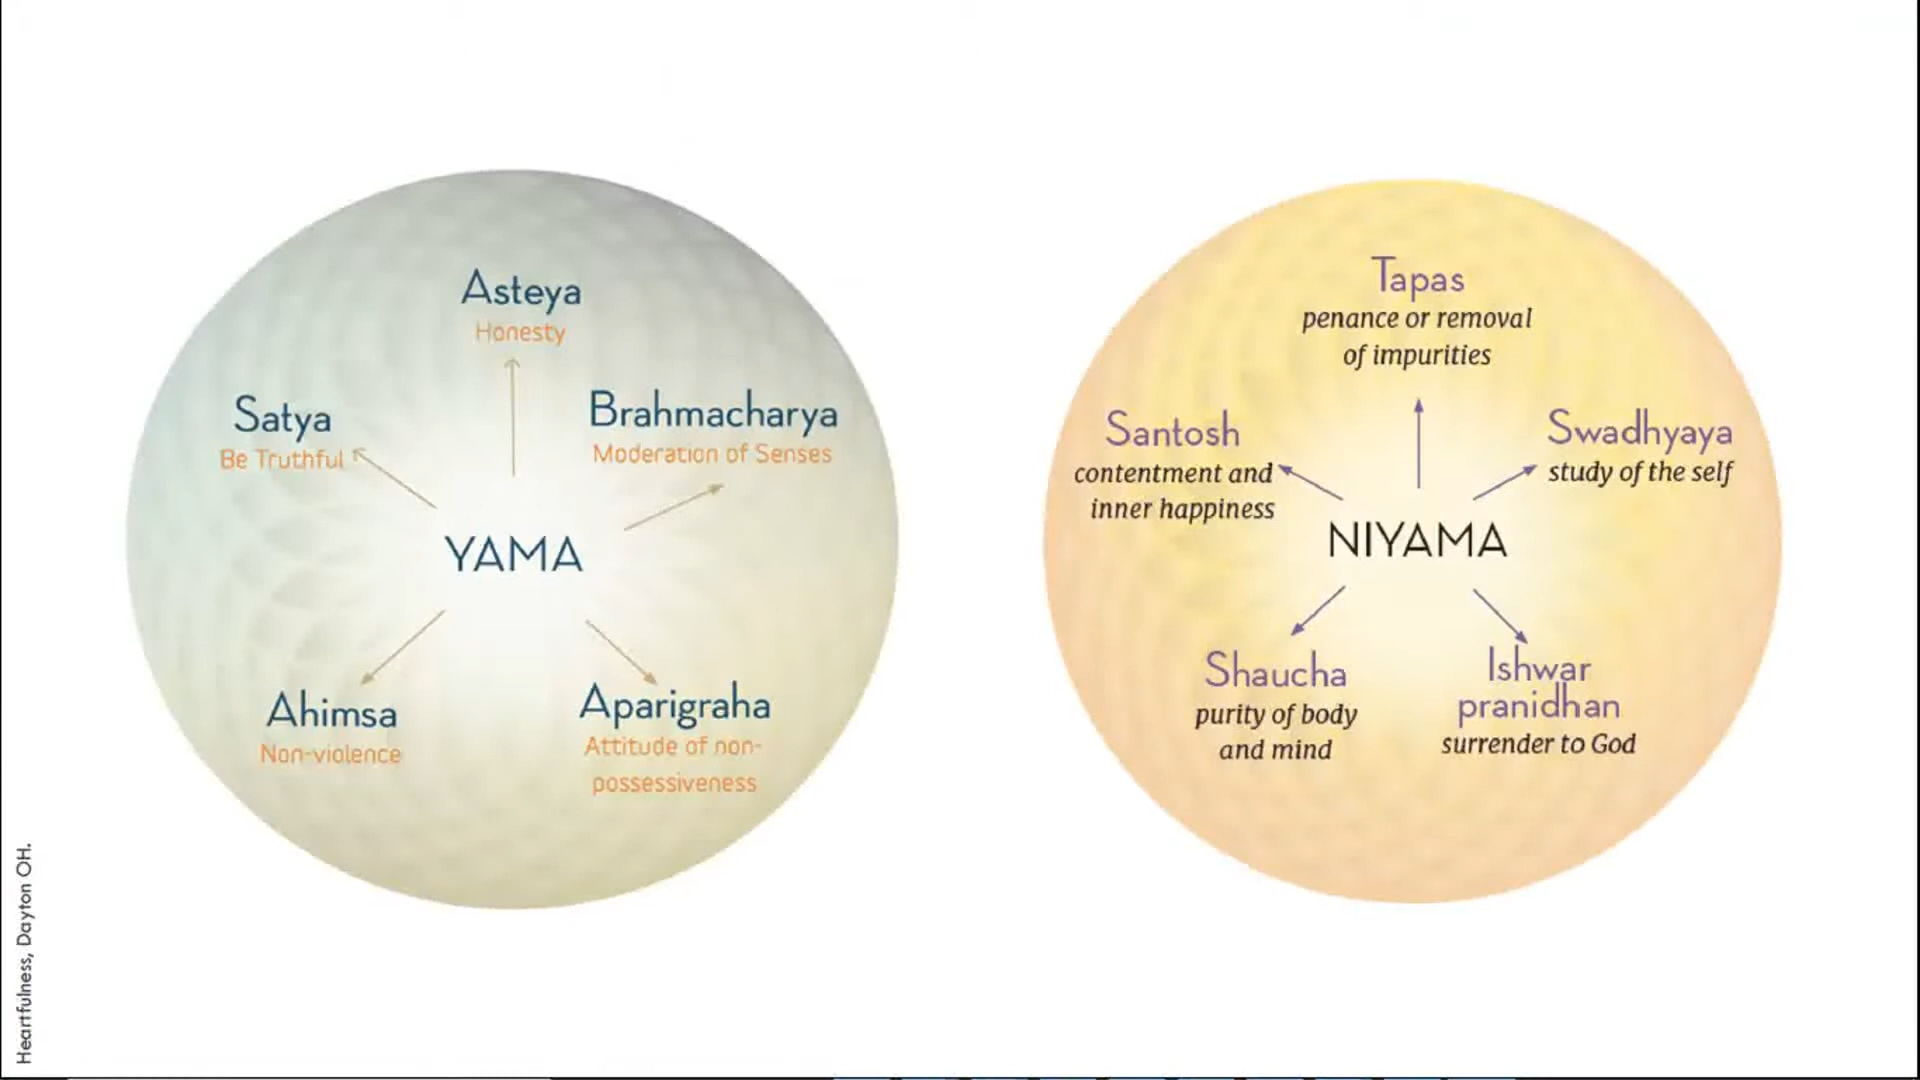 Asteya
Honesty
Satya
Be Truthful
Brahmacharya
Moderation of Senses
YAMA
Ahimsa
Non-violence
Aparigraha
Attitude of non-
possessiveness
Tapas
penance or removal
of impurities
Santosh
contentment and
inner happiness
Swadhyaya
study of the self
NIYAMA
Shaucha
purity of body
and mind
Ishwar
pranidhan
surrender to God
Heartfulness, Dayton OH.